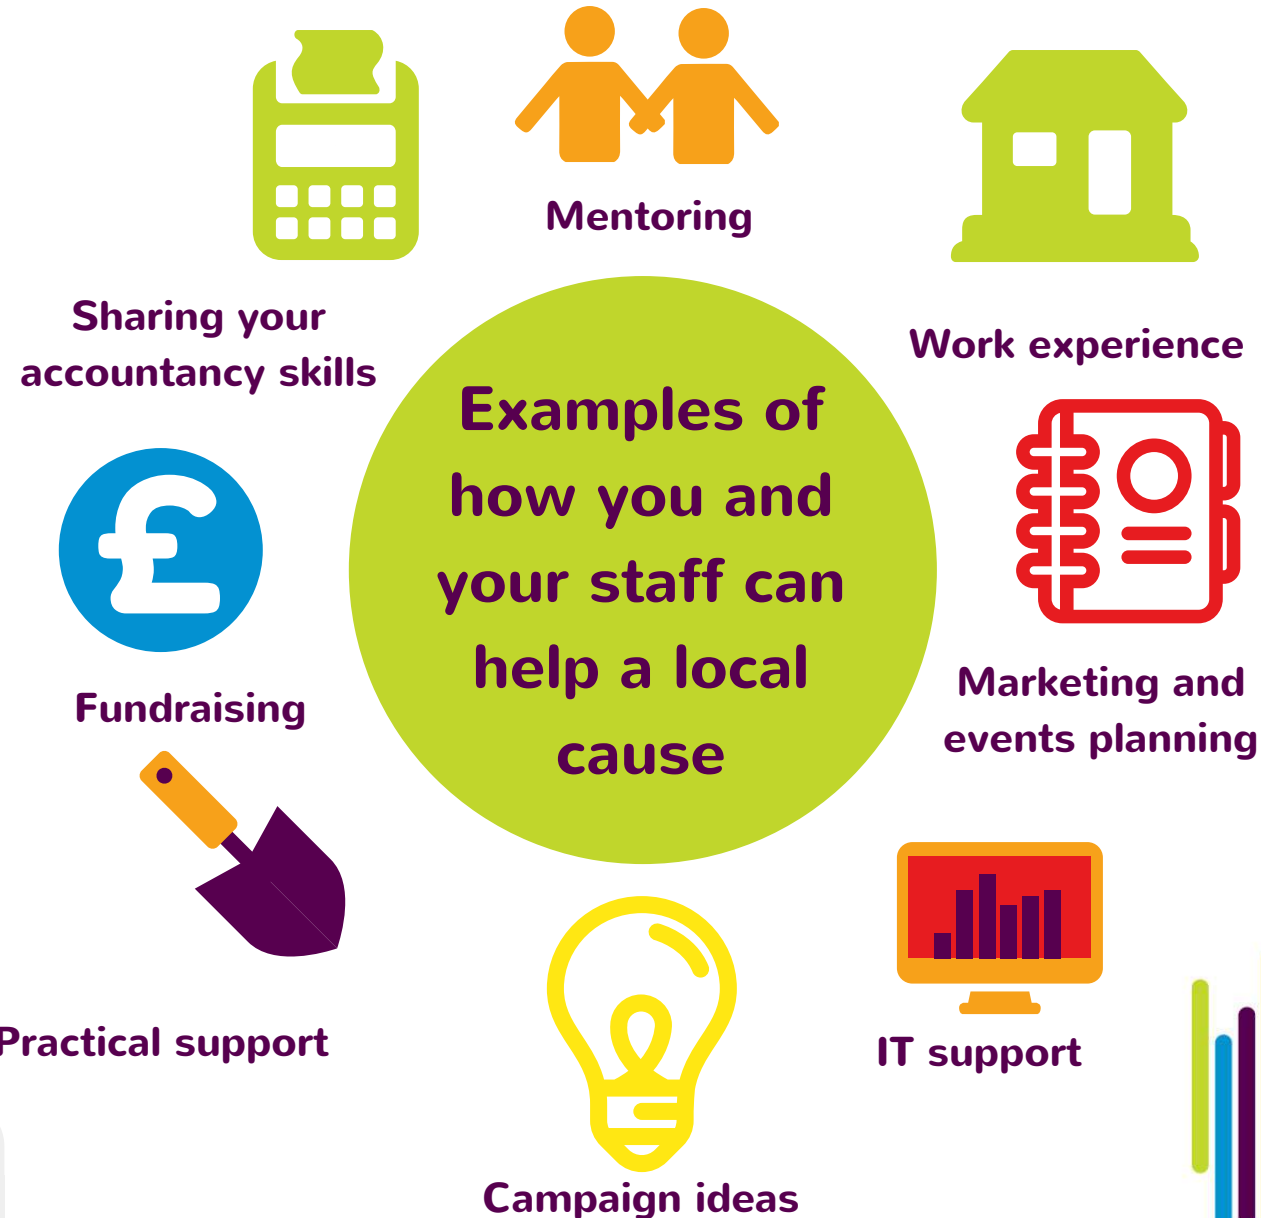 Mentoring
Sharing your
accountancy skills
Work experience
Examples of
how you and
your staff can
help a local
cause
Fundraising
Marketing and
events planning
Practical support
IT support
Campaign ideas